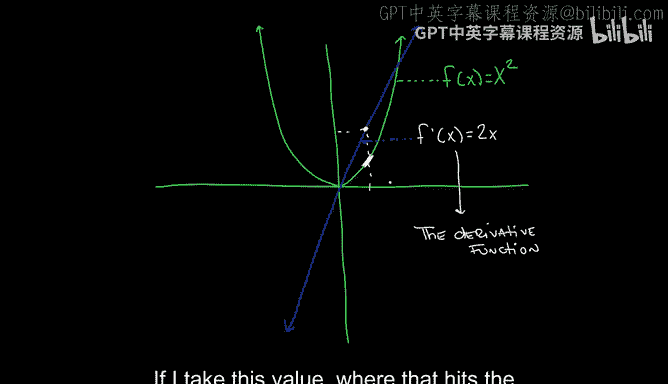 GPT中英字幕课程资源@bilibili.com
GPT中英字幕课程资源 bilibili
f(x)=x²
f'(x)=2x
THE DERIVATIVE
FUNCTION
If I take this value, where that hits the